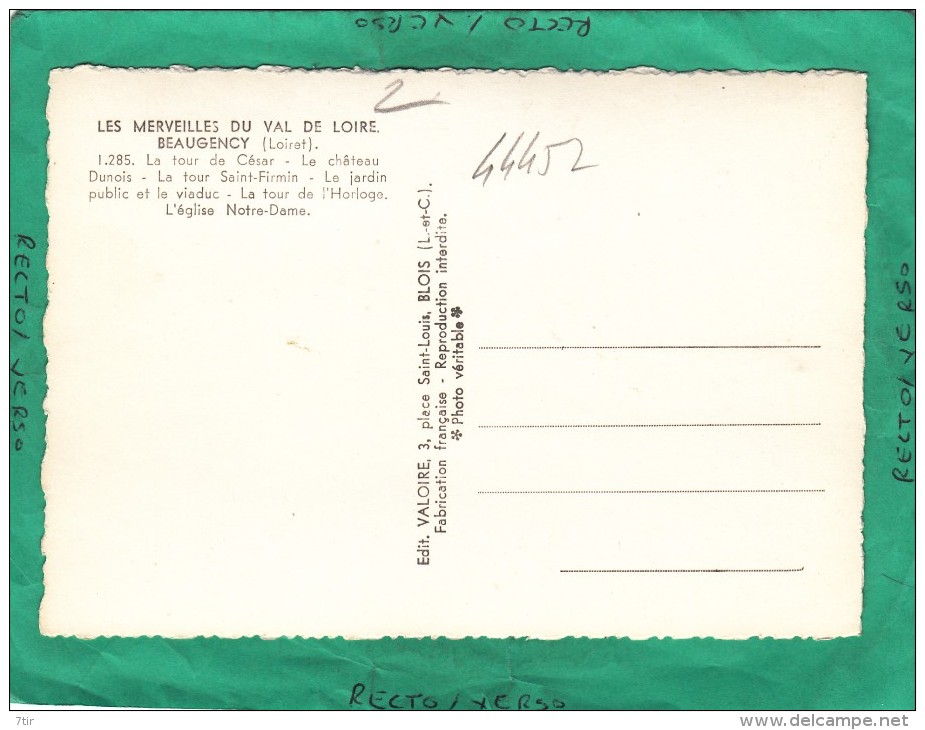 RECTO / VERSO
2
LES MERVEILLES DU VAL DE LOIRE.
BEAUGENCY (Loiret).
1.285. La tour de César - Le château
Dunois - La tour Saint-Firmin - Le jardin
public et le viaduc - La tour de l'Horloge.
L'église Notre-Dame.
44452
Edit. VALOIRE, 3, place Saint-Louis, BLOIS (L.-et-C.).
Fabrication française - Reproduction interdite.
✻ Photo véritable ✻
RECTO / VERSO
RECTO / VERSO
RECTO / VERSO
7tir
www.delcampe.net